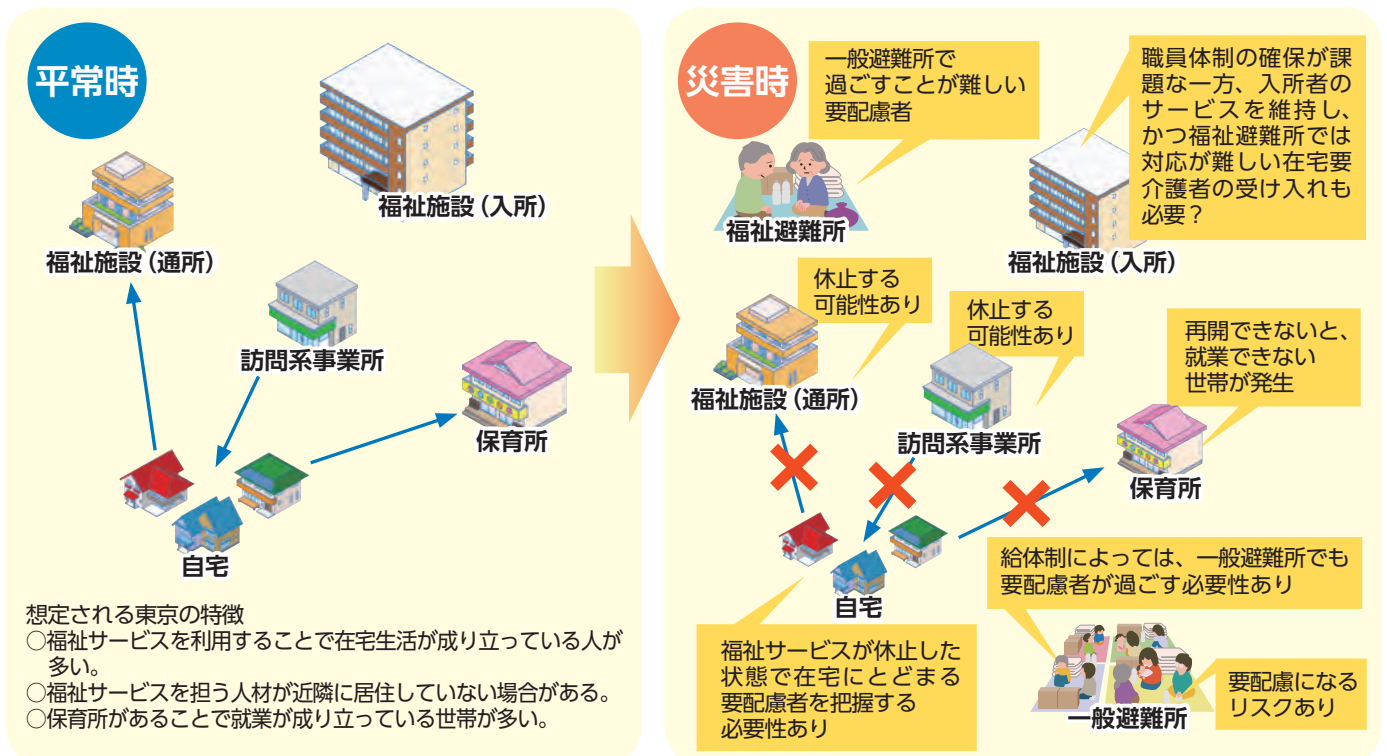 平常時
福祉施設（入所）
福祉施設（通所）
訪問系事業所
保育所
自宅
想定される東京の特徴
○福祉サービスを利用することで在宅生活が成り立っている人が
多い。
○福祉サービスを担う人材が近隣に居住していない場合がある。
○保育所があることで就業が成り立っている世帯が多い。
災害時
一般避難所で
過ごすことが難しい
要配慮者
福祉避難所
職員体制の確保が課
題な一方、入所者の
サービスを維持し、
かつ福祉避難所では
対応が難しい在宅要
介護者の受け入れも
必要？
福祉施設（入所）
休止する
可能性あり
福祉施設（通所）
休止する
可能性あり
訪問系事業所
再開できないと、
就業できない
世帯が発生
保育所
自宅
福祉サービスが休止した
状態で在宅にとどまる
要配慮者を把握する
必要性あり
給体制によっては、一般避難所でも
要配慮者が過ごす必要性あり
一般避難所
要配慮になる
リスクあり